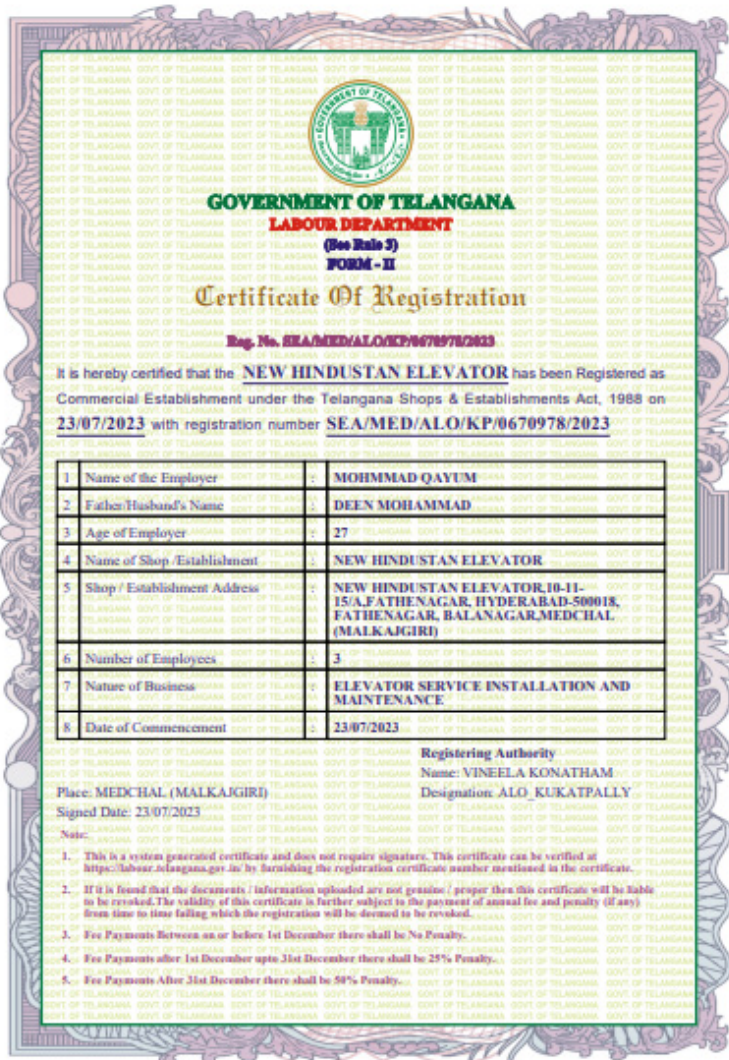 GOVERNMENT OF TELANGANA
GOVERNMENT OF TELANGANA
LABOUR DEPARTMENT
(See Rule 3)
FORM - II
Certificate Of Registration
Reg. No. SEA/MED/ALO/KP/0670978/2023
It is hereby certified that the NEW HINDUSTAN ELEVATOR has been Registered as
Commercial Establishment under the Telangana Shops & Establishments Act, 1988 on
23/07/2023 with registration number SEA/MED/ALO/KP/0670978/2023
1 Name of the Employer : MOHMMAD QAYUM
2 Father/Husband's Name : DEEN MOHAMMAD
3 Age of Employer : 27
4 Name of Shop /Establishment : NEW HINDUSTAN ELEVATOR
5 Shop / Establishment Address : NEW HINDUSTAN ELEVATOR,10-11-
15/A,FATHENAGAR, HYDERABAD-500018,
FATHENAGAR, BALANAGAR,MEDCHAL
(MALKAJGIRI)
6 Number of Employees : 3
7 Nature of Business : ELEVATOR SERVICE INSTALLATION AND
MAINTENANCE
8 Date of Commencement : 23/07/2023
Registering Authority
Name: VINEELA KONATHAM
Place: MEDCHAL (MALKAJGIRI) Designation: ALO_KUKATPALLY
Signed Date: 23/07/2023
Note:
1. This is a system generated certificate and does not require signature. This certificate can be verified at
https://labour.telangana.gov.in/ by furnishing the registration certificate number mentioned in the certificate.
2. If it is found that the documents / information uploaded are not genuine / proper then this certificate will be liable
to be revoked.The validity of this certificate is further subject to the payment of annual fee and penalty (if any)
from time to time failing which the registration will be deemed to be revoked.
3. Fee Payments Between on or before 1st December there shall be No Penalty.
4. Fee Payments after 1st December upto 31st December there shall be 25% Penalty.
5. Fee Payments After 31st December there shall be 50% Penalty.